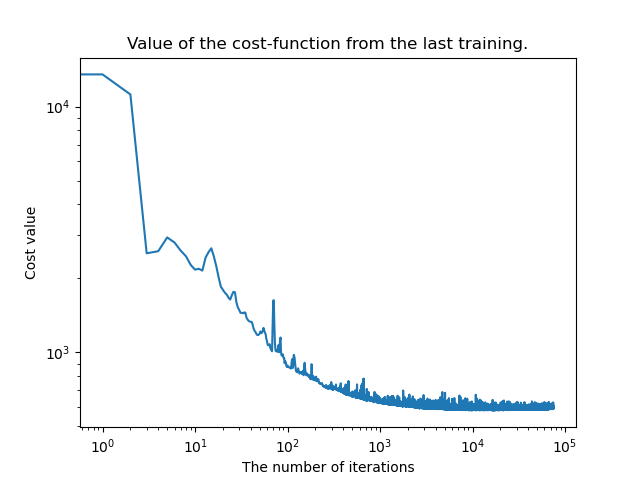 Value of the cost-function from the last training.
10⁴
10³
Cost value
10⁰ 10¹ 10² 10³ 10⁴ 10⁵
The number of iterations